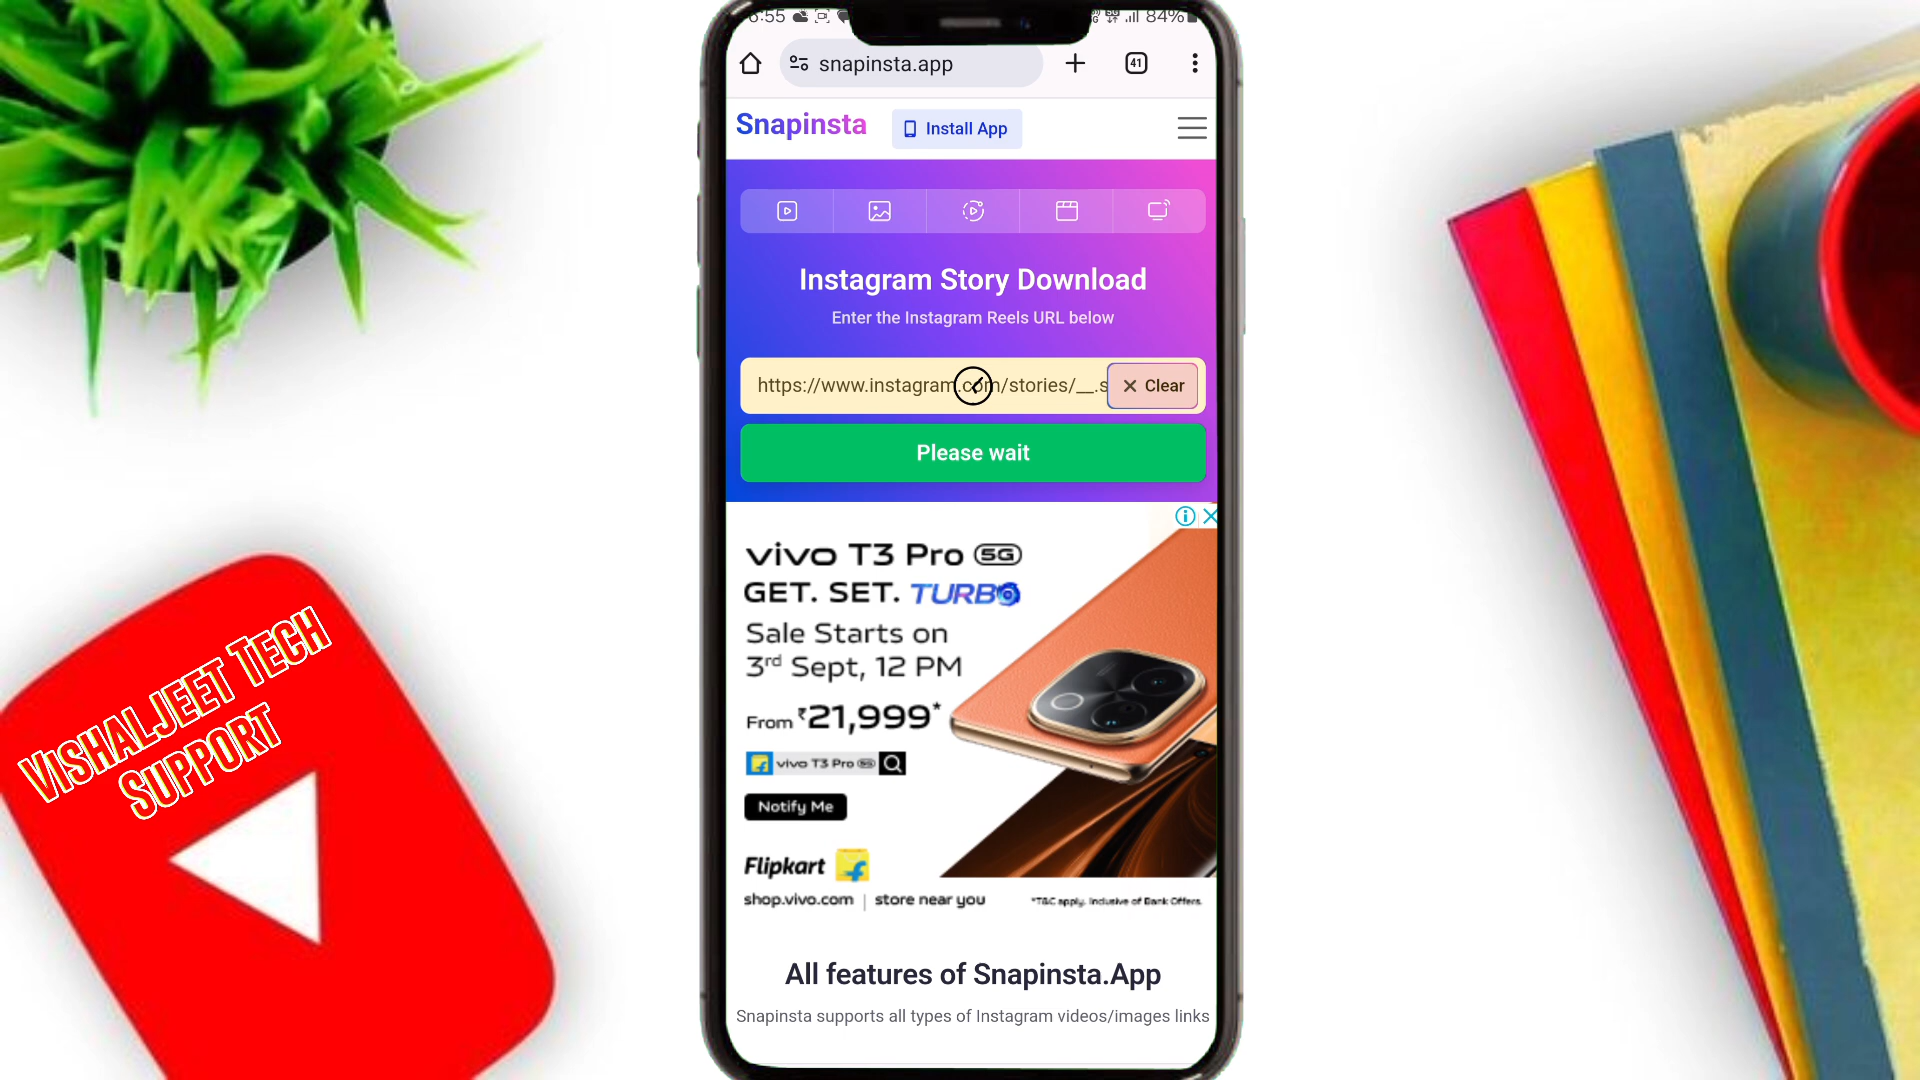 6:55
84%
snapinsta.app
41
Snapinsta
Install App
Instagram Story Download
Enter the Instagram Reels URL below
https://www.instagram.com/stories/__.s
Clear
Please wait
vivo T3 Pro 5G
GET. SET. TURBO
Sale Starts on
3rd Sept, 12 PM
From ₹21,999*
vivo T3 Pro 5G
Notify Me
Flipkart
shop.vivo.com | store near you
*T&C apply. Inclusive of Bank Offers.
All features of Snapinsta.App
Snapinsta supports all types of Instagram videos/images links
VISHALJEET TECH
SUPPORT